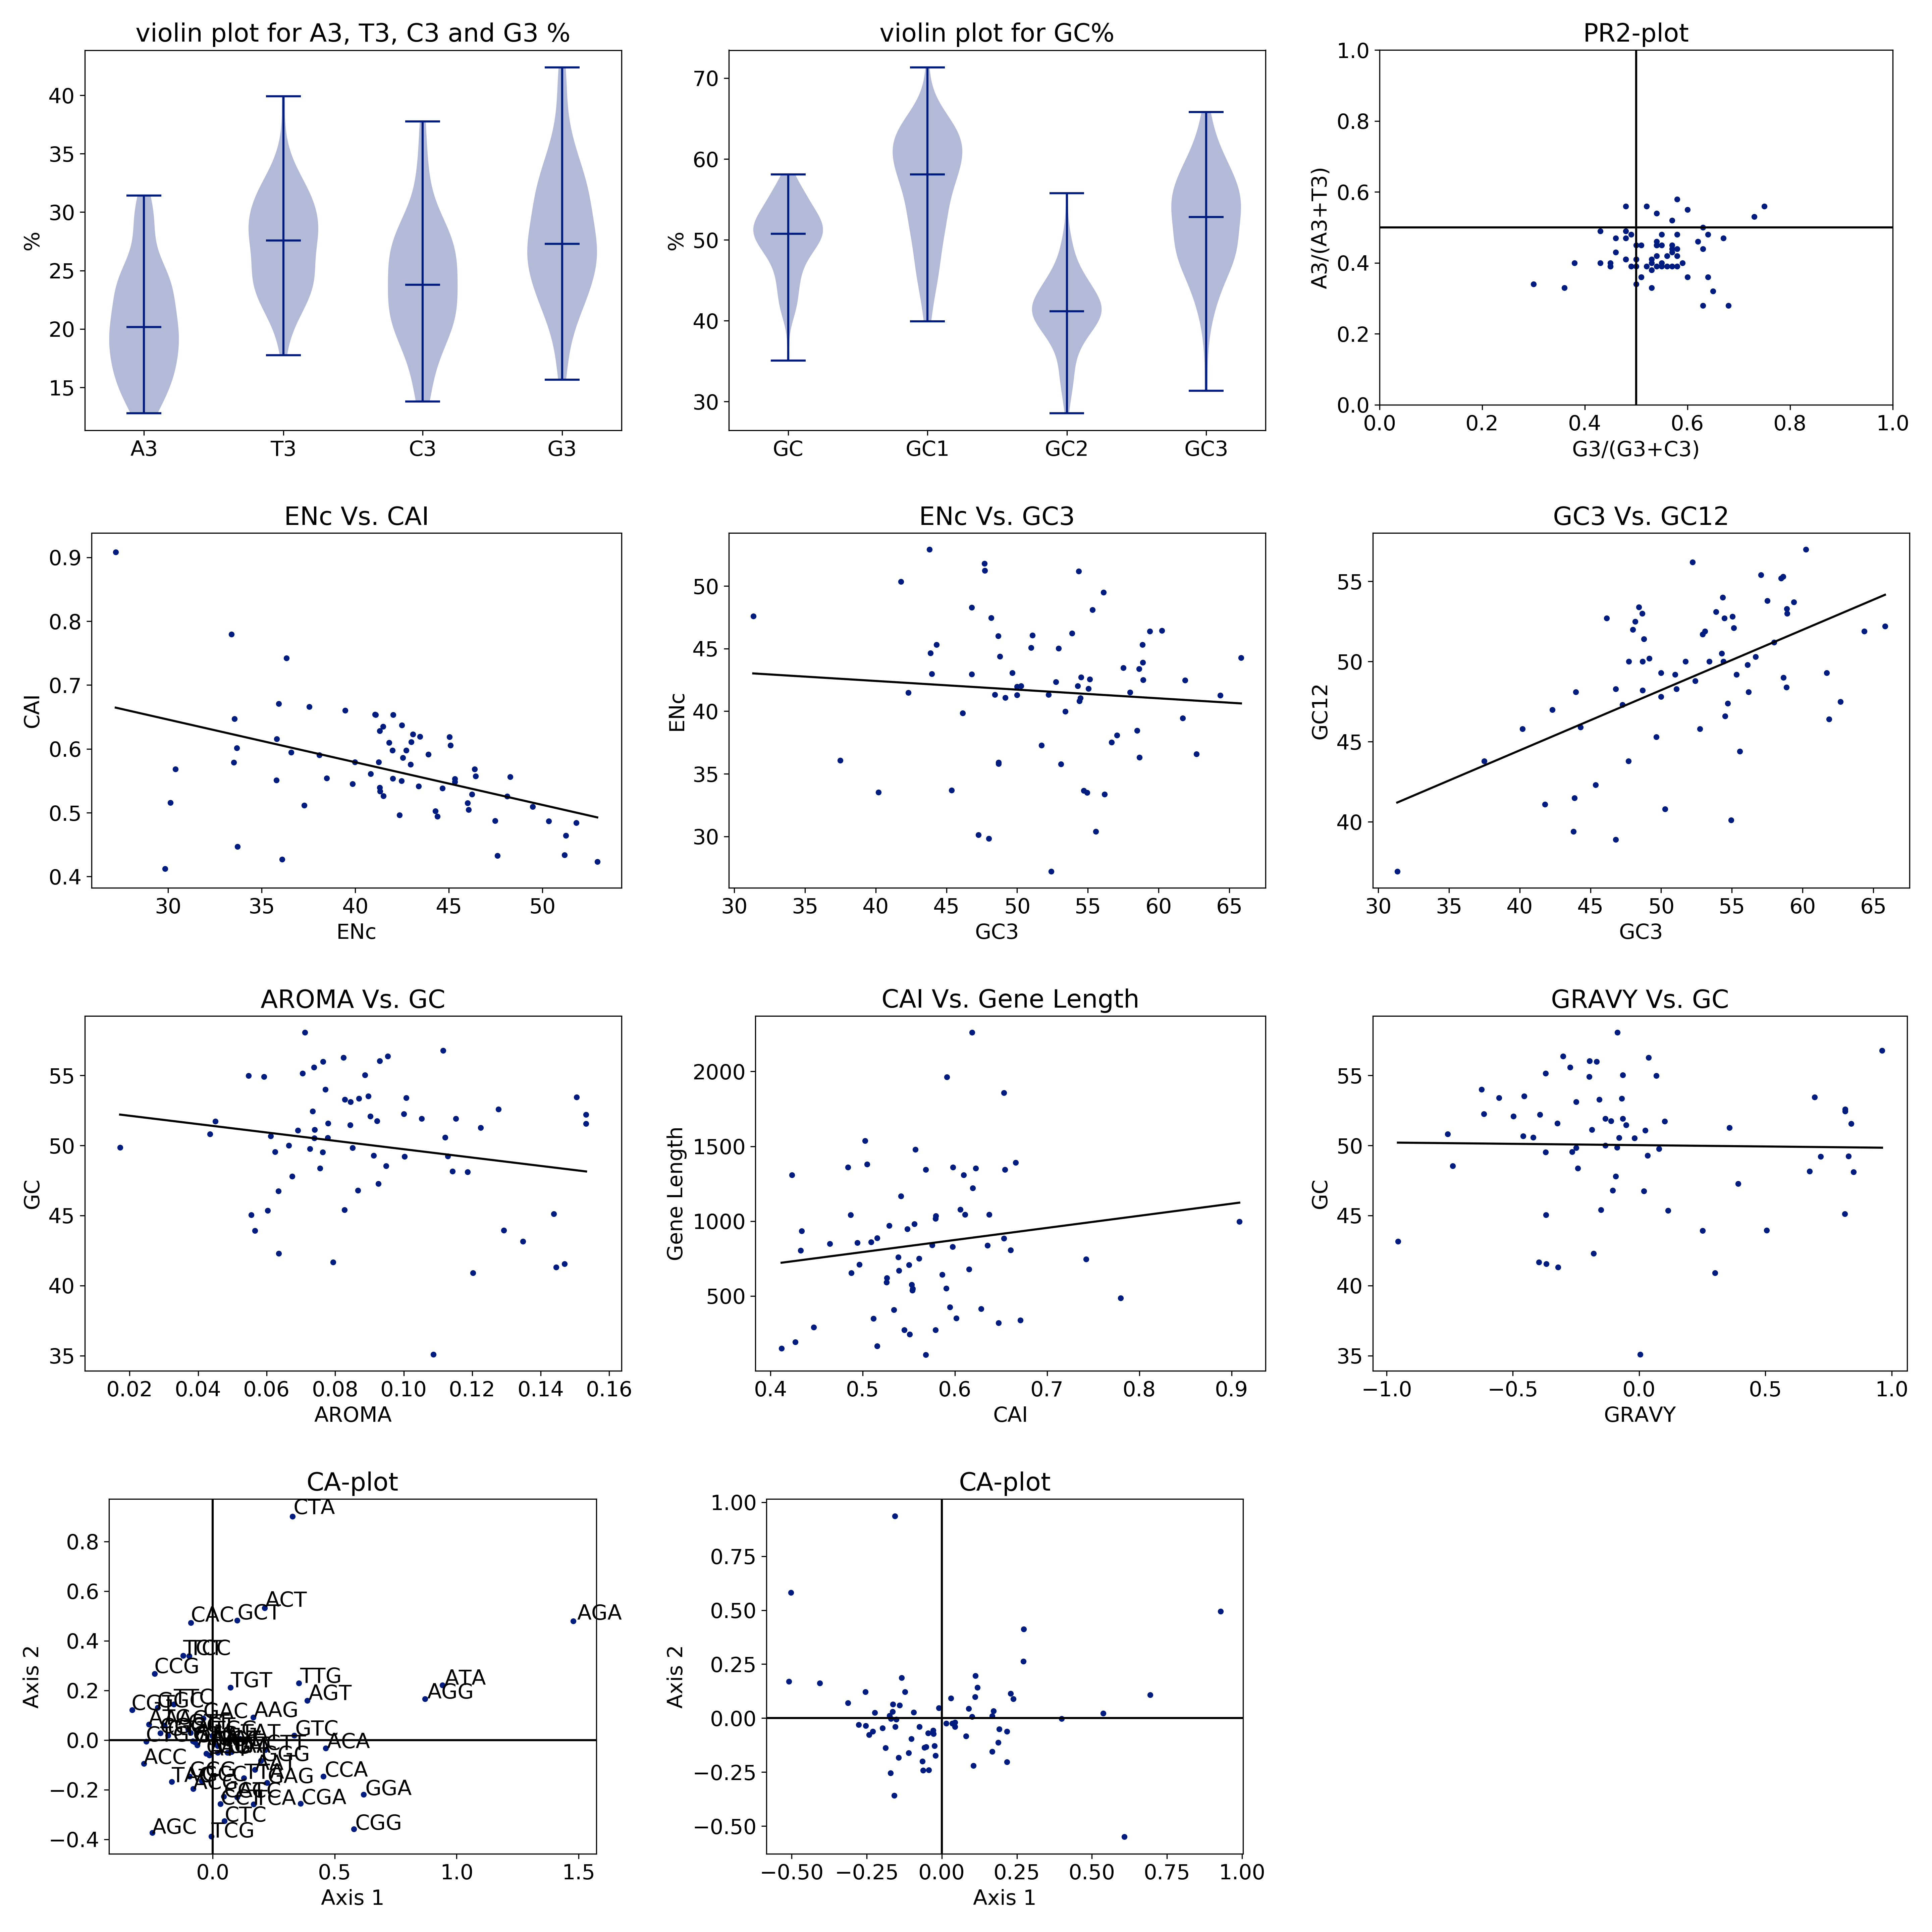 violin plot for A3, T3, C3 and G3 %
%
40
35
30
25
20
15
A3 T3 C3 G3
violin plot for GC%
%
70
60
50
40
30
GC GC1 GC2 GC3
PR2-plot
A3/(A3+T3)
1.0
0.8
0.6
0.4
0.2
0.0
0.0 0.2 0.4 0.6 0.8 1.0
G3/(G3+C3)
ENc Vs. CAI
CAI
0.9
0.8
0.7
0.6
0.5
0.4
30 35 40 45 50
ENc
ENc Vs. GC3
ENc
50
45
40
35
30
30 35 40 45 50 55 60 65
GC3
GC3 Vs. GC12
GC12
55
50
45
40
30 35 40 45 50 55 60 65
GC3
AROMA Vs. GC
GC
55
50
45
40
35
0.02 0.04 0.06 0.08 0.10 0.12 0.14 0.16
AROMA
CAI Vs. Gene Length
Gene Length
2000
1500
1000
500
0.4 0.5 0.6 0.7 0.8 0.9
CAI
GRAVY Vs. GC
GC
55
50
45
40
35
−1.0 −0.5 0.0 0.5 1.0
GRAVY
CA-plot
Axis 2
0.8
0.6
0.4
0.2
0.0
−0.2
−0.4
CTA
ACT
GCT
CAC
AGA
CCG
TGT
TTG
ATA
AGT
AGG
AAG
GTC
ACA
ACC
CCA
GAG
GGA
CGA
CTC
CGG
AGC
TCG
0.0 0.5 1.0 1.5
Axis 1
CA-plot
Axis 2
1.00
0.75
0.50
0.25
0.00
−0.25
−0.50
−0.50 −0.25 0.00 0.25 0.50 0.75 1.00
Axis 1